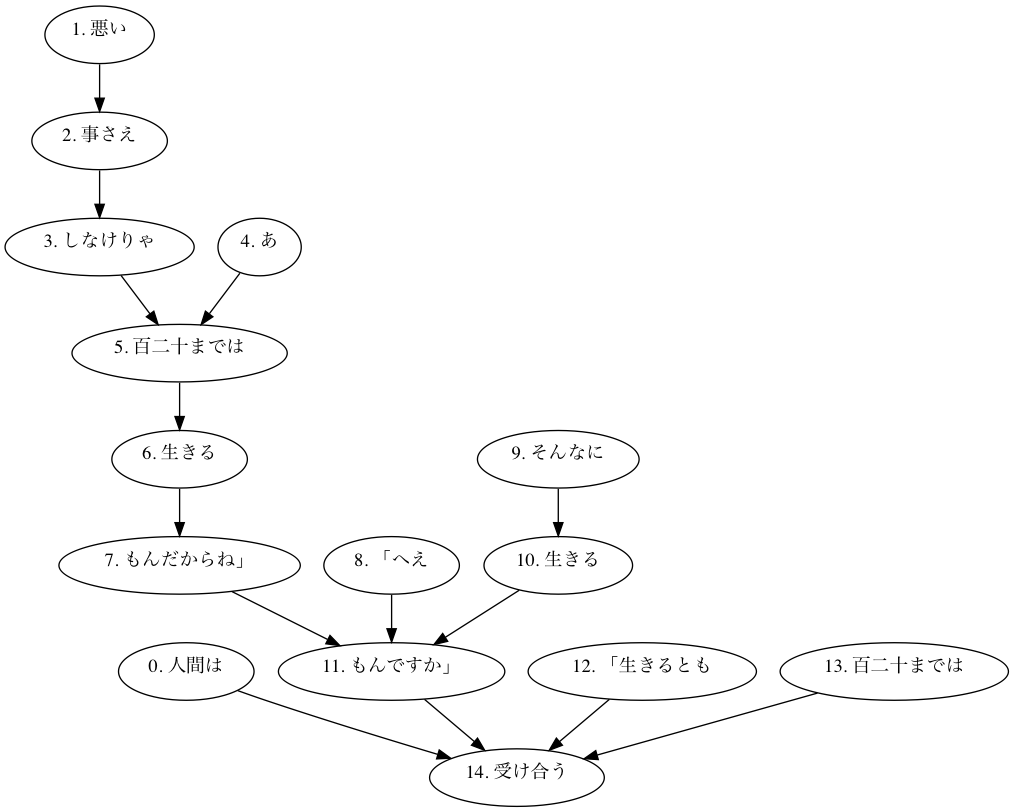 1. 悪い
2. 事さえ
3. しなけりゃ
4. あ
5. 百二十までは
6. 生きる
9. そんなに
7. もんだからね」
8. 「へえ
10. 生きる
0. 人間は
11. もんですか」
12. 「生きるとも
13. 百二十までは
14. 受け合う